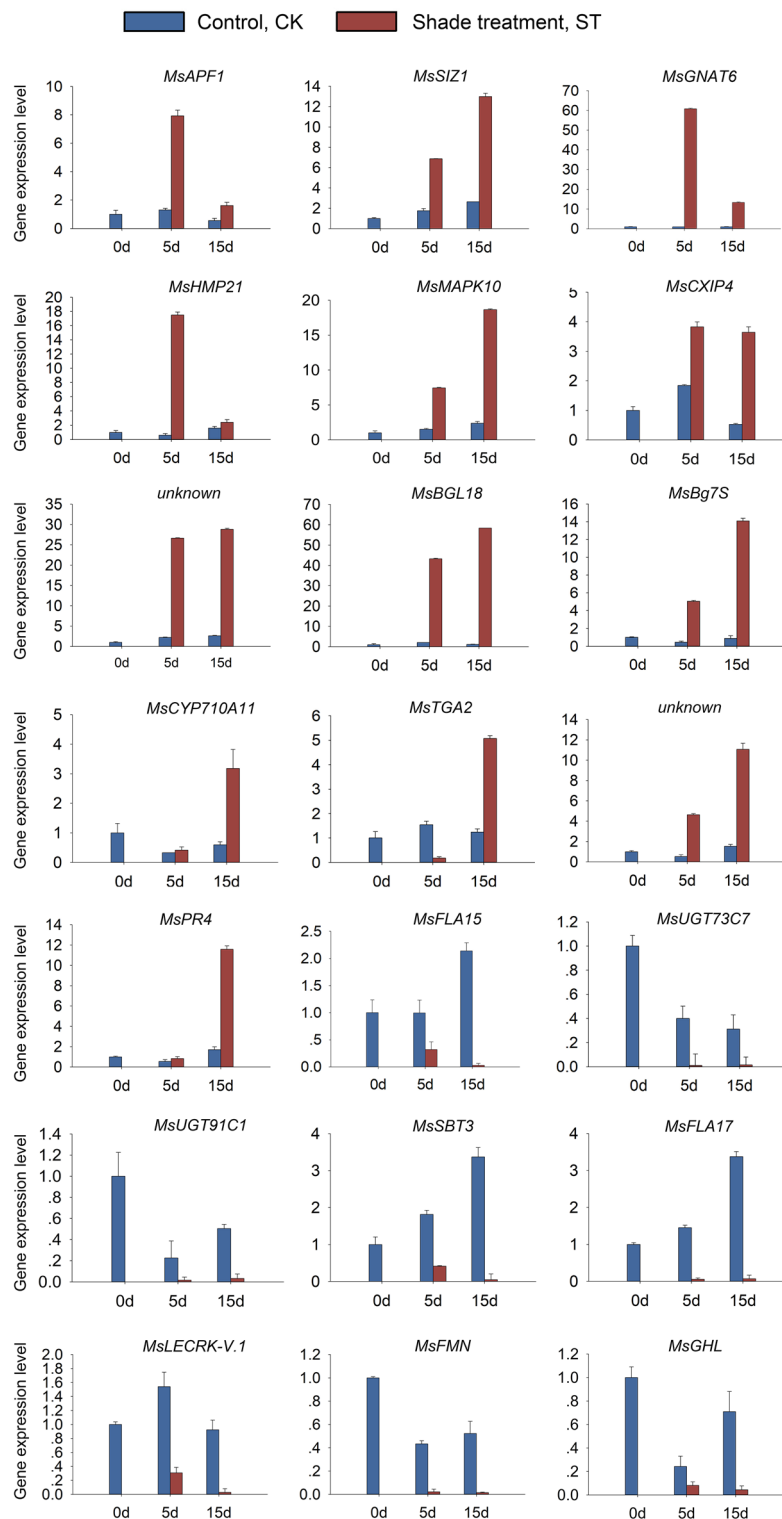 Control, CK Shade treatment, ST
MsAPF1 MsSIZ1 MsGNAT6
Gene expression level
10 8 6 4 2 0
0d 5d 15d
14 12 10 8 6 4 2 0
0d 5d 15d
70 60 50 40 30 20 10 0
0d 5d 15d
MsHMP21 MsMAPK10 MsCXIP4
Gene expression level
18 16 14 12 10 8 6 4 2 0
0d 5d 15d
20 15 10 5 0
0d 5d 15d
5 4 3 2 1 0
0d 5d 15d
unknown MsBGL18 MsBg7S
Gene expression level
35 30 25 20 15 10 5 0
0d 5d 15d
70 60 50 40 30 20 10 0
0d 5d 15d
16 14 12 10 8 6 4 2 0
0d 5d 15d
MsCYP710A11 MsTGA2 unknown
Gene expression level
5 4 3 2 1 0
0d 5d 15d
6 5 4 3 2 1 0
0d 5d 15d
14 12 10 8 6 4 2 0
0d 5d 15d
MsPR4 MsFLA15 MsUGT73C7
Gene expression level
14 12 10 8 6 4 2 0
0d 5d 15d
2.5 2.0 1.5 1.0 .5 0.0
0d 5d 15d
1.2 1.0 .8 .6 .4 .2 0.0
0d 5d 15d
MsUGT91C1 MsSBT3 MsFLA17
Gene expression level
1.4 1.2 1.0 .8 .6 .4 .2 0.0
0d 5d 15d
4 3 2 1 0
0d 5d 15d
4 3 2 1 0
0d 5d 15d
MsLECRK-V.1 MsFMN MsGHL
Gene expression level
2.0 1.8 1.6 1.4 1.2 1.0 .8 .6 .4 .2 0.0
0d 5d 15d
1.2 1.0 .8 .6 .4 .2 0.0
0d 5d 15d
1.2 1.0 .8 .6 .4 .2 0.0
0d 5d 15d